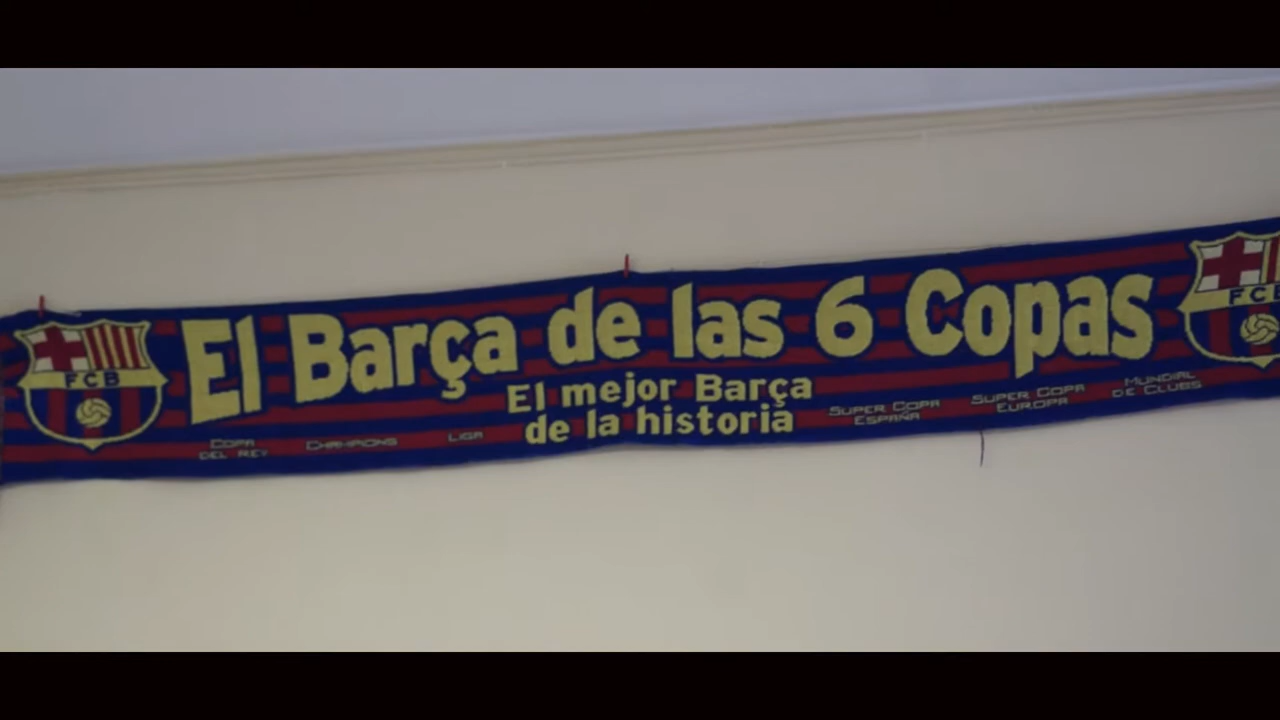 FCB
El Barça de las 6 Copas
FCB
El mejor Barça
de la historia
COPA
DEL REY
CHAMPIONS
LIGA
SUPER COPA
ESPAÑA
SUPER COPA
EUROPA
MUNDIAL
DE CLUBS